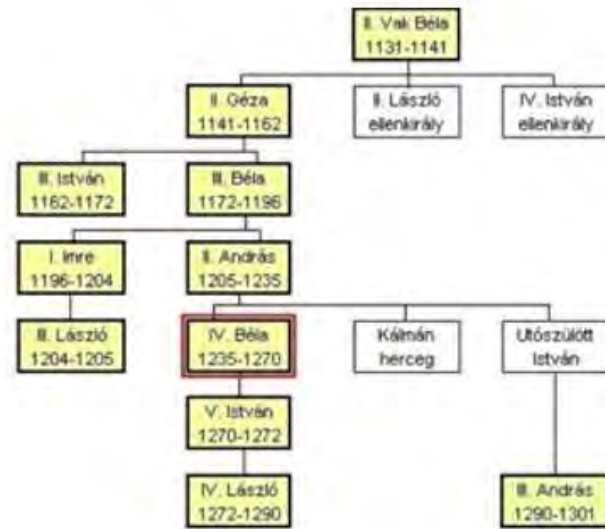 II. Vak Béla
1131-1141
II. Géza
1141-1162
II. László
ellenkirály
IV. István
ellenkirály
III. István
1162-1172
III. Béla
1172-1196
I. Imre
1196-1204
II. András
1205-1235
III. László
1204-1205
IV. Béla
1235-1270
Kálmán
herceg
Utószülött
István
V. István
1270-1272
IV. László
1272-1290
III. András
1290-1301